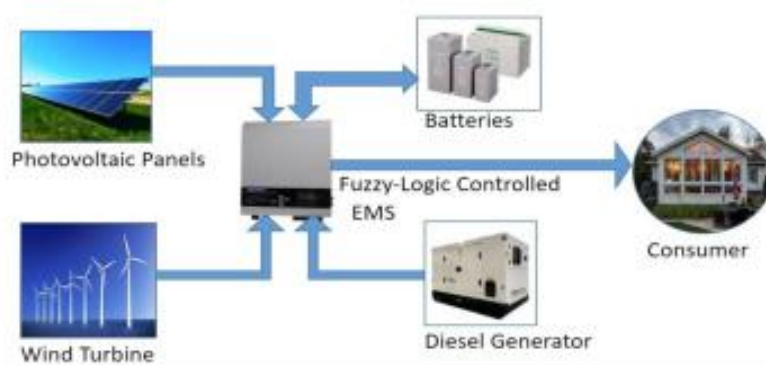 Batteries
Photovoltaic Panels
Fuzzy-Logic Controlled
EMS
Consumer
Wind Turbine
Diesel Generator